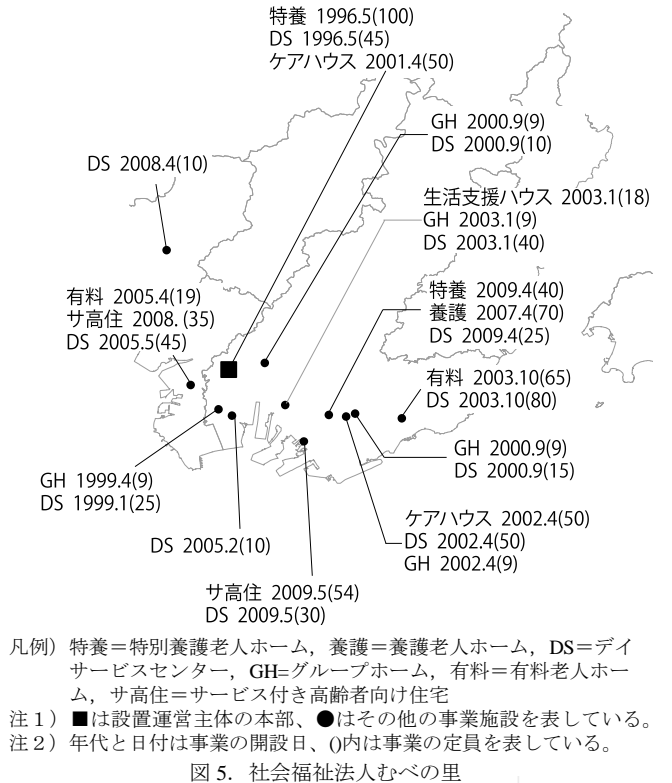 特養 1996.5(100)
DS 1996.5(45)
ケアハウス 2001.4(50)
GH 2000.9(9)
DS 2000.9(10)
DS 2008.4(10)
生活支援ハウス 2003.1(18)
GH 2003.1(9)
DS 2003.1(40)
有料 2005.4(19)
サ高住 2008. (35)
DS 2005.5(45)
特養 2009.4(40)
養護 2007.4(70)
DS 2009.4(25)
有料 2003.10(65)
DS 2003.10(80)
GH 2000.9(9)
DS 2000.9(15)
GH 1999.4(9)
DS 1999.1(25)
ケアハウス 2002.4(50)
DS 2002.4(50)
GH 2002.4(9)
DS 2005.2(10)
サ高住 2009.5(54)
DS 2009.5(30)
凡例）特養＝特別養護老人ホーム，養護＝養護老人ホーム，DS＝デイ
サービスセンター，GH=グループホーム，有料＝有料老人ホー
ム，サ高住＝サービス付き高齢者向け住宅
注１）■は設置運営主体の本部、●はその他の事業施設を表している。
注２）年代と日付は事業の開設日、()内は事業の定員を表している。
図 5．社会福祉法人むべの里